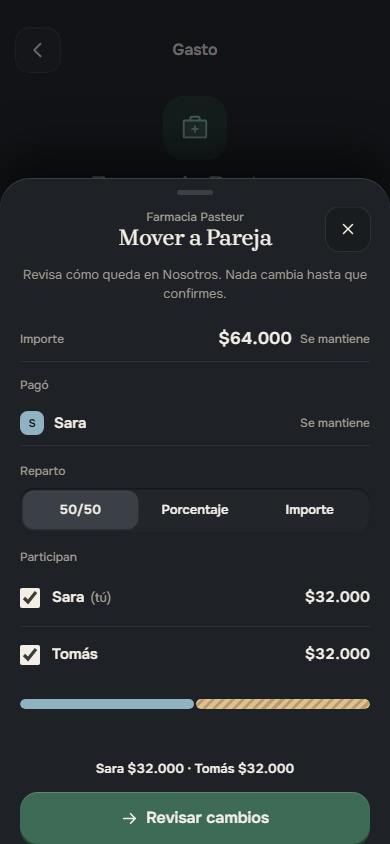 Gasto
Farmacia Pasteur
Mover a Pareja
Revisa cómo queda en Nosotros. Nada cambia hasta que
confirmes.
Importe $64.000 Se mantiene
Pagó
S Sara Se mantiene
Reparto
50/50 Porcentaje Importe
Participan
Sara (tú) $32.000
Tomás $32.000
Sara $32.000 · Tomás $32.000
→ Revisar cambios